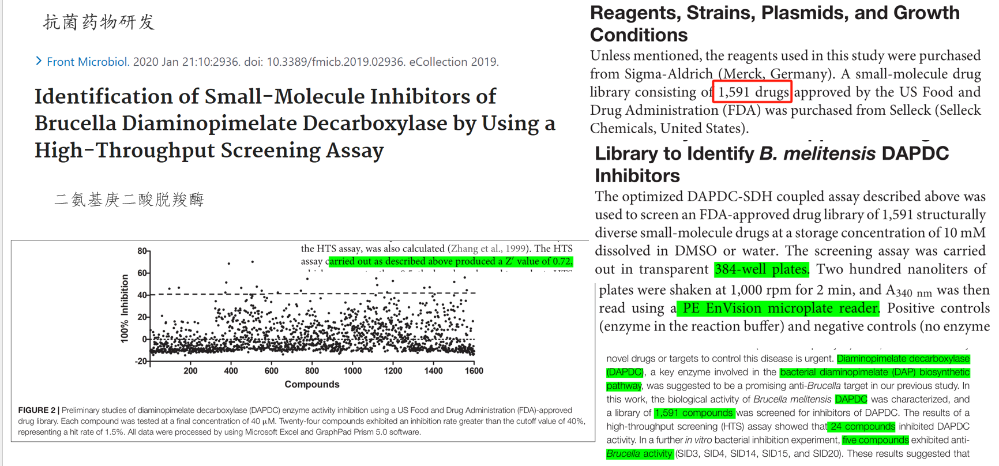 抗菌药物研发
Front Microbiol. 2020 Jan 21:10:2936. doi: 10.3389/fmicb.2019.02936. eCollection 2019.
Identification of Small-Molecule Inhibitors of
Brucella Diaminopimelate Decarboxylase by Using a
High-Throughput Screening Assay
二氨基庚二酸脱羧酶
the HTS assay, was also calculated (Zhang et al., 1999). The HTS
assay carried out as described above produced a Z′ value of 0.72,
80
60
40
20
0
-20
100% Inhibition
200 400 600 800 1000 1200 1400 1600
Compounds
FIGURE 2 | Preliminary studies of diaminopimelate decarboxylase (DAPDC) enzyme activity inhibition using a US Food and Drug Administration (FDA)-approved
drug library. Each compound was tested at a final concentration of 40 μM. Twenty-four compounds exhibited an inhibition rate greater than the cutoff value of 40%,
representing a hit rate of 1.5%. All data were processed by using Microsoft Excel and GraphPad Prism 5.0 software.
Reagents, Strains, Plasmids, and Growth
Conditions
Unless mentioned, the reagents used in this study were purchased
from Sigma-Aldrich (Merck, Germany). A small-molecule drug
library consisting of 1,591 drugs approved by the US Food and
Drug Administration (FDA) was purchased from Selleck (Selleck
Chemicals, United States).
Library to Identify B. melitensis DAPDC
Inhibitors
The optimized DAPDC-SDH coupled assay described above was
used to screen an FDA-approved drug library of 1,591 structurally
diverse small-molecule drugs at a storage concentration of 10 mM
dissolved in DMSO or water. The screening assay was carried
out in transparent 384-well plates. Two hundred nanoliters of
plates were shaken at 1,000 rpm for 2 min, and A340 nm was then
read using a PE EnVision microplate reader. Positive controls
(enzyme in the reaction buffer) and negative controls (no enzyme
novel drugs or targets to control this disease is urgent. Diaminopimelate decarboxylase
(DAPDC), a key enzyme involved in the bacterial diaminopimelate (DAP) biosynthetic
pathway, was suggested to be a promising anti-Brucella target in our previous study. In
this work, the biological activity of Brucella melitensis DAPDC was characterized, and
a library of 1,591 compounds was screened for inhibitors of DAPDC. The results of a
high-throughput screening (HTS) assay showed that 24 compounds inhibited DAPDC
activity. In a further in vitro bacterial inhibition experiment, five compounds exhibited anti-
Brucella activity (SID3, SID4, SID14, SID15, and SID20). These results suggested that